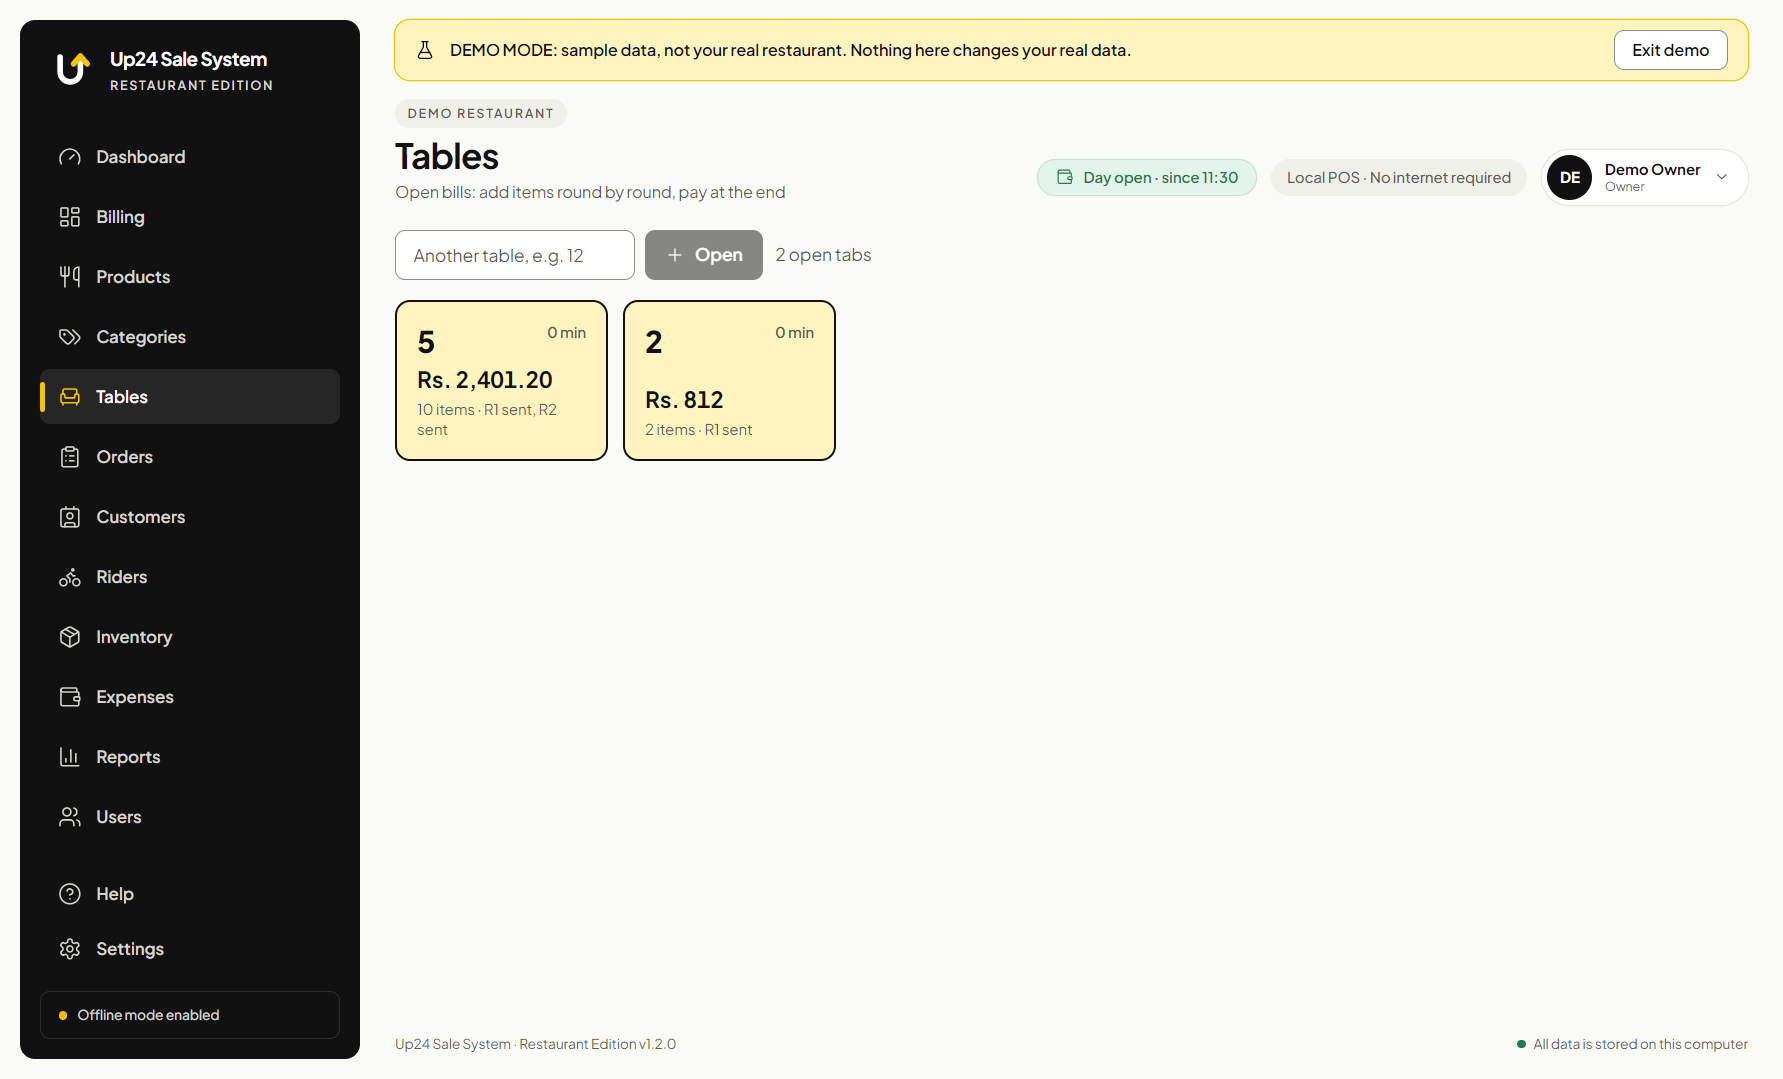 Up24 Sale System
RESTAURANT EDITION
Dashboard
Billing
Products
Categories
Tables
Orders
Customers
Riders
Inventory
Expenses
Reports
Users
Help
Settings
Offline mode enabled
DEMO MODE: sample data, not your real restaurant. Nothing here changes your real data.
Exit demo
DEMO RESTAURANT
Tables
Open bills: add items round by round, pay at the end
Day open · since 11:30
Local POS · No internet required
DE
Demo Owner
Owner
Another table, e.g. 12
Open
2 open tabs
5
0 min
Rs. 2,401.20
10 items · R1 sent, R2
sent
2
0 min
Rs. 812
2 items · R1 sent
Up24 Sale System · Restaurant Edition v1.2.0
All data is stored on this computer